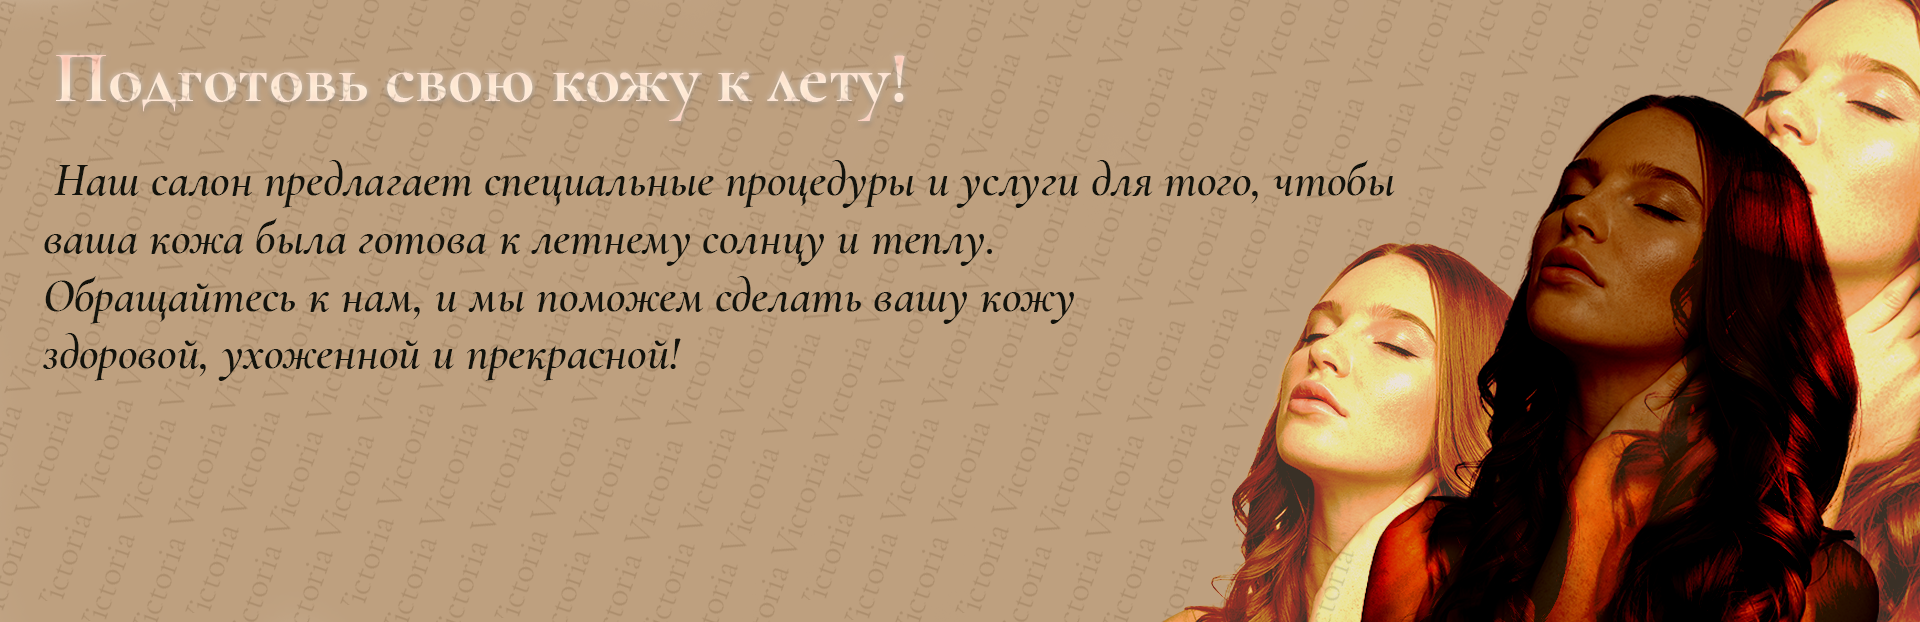 Подготовь свою кожу к лету!
Наш салон предлагает специальные процедуры и услуги для того, чтобы
ваша кожа была готова к летнему солнцу и теплу.
Обращайтесь к нам, и мы поможем сделать вашу кожу
здоровой, ухоженной и прекрасной!
Victoria